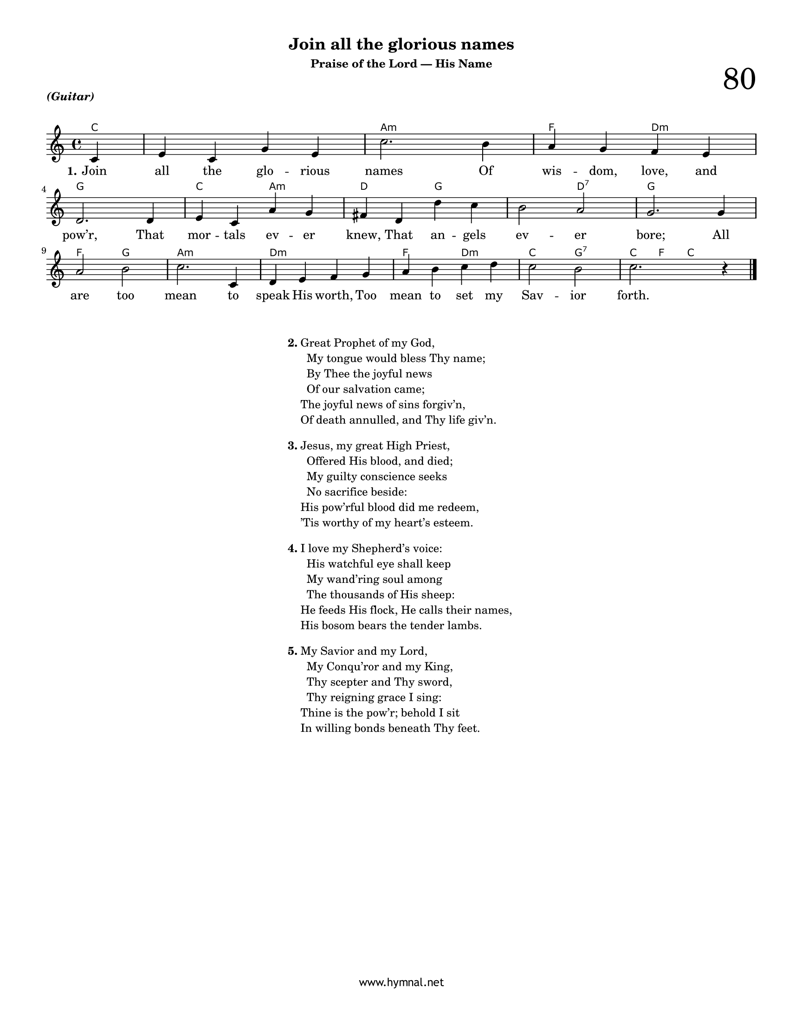 Join all the glorious names
Praise of the Lord — His Name
80
(Guitar)
C Am F Dm
1. Join all the glo - rious names Of wis - dom, love, and
4 G C Am D G D7 G
pow'r, That mor - tals ev - er knew, That an - gels ev - er bore; All
9 F G Am Dm F Dm C G7 C F C
are too mean to speak His worth, Too mean to set my Sav - ior forth.
2. Great Prophet of my God,
My tongue would bless Thy name;
By Thee the joyful news
Of our salvation came;
The joyful news of sins forgiv'n,
Of death annulled, and Thy life giv'n.
3. Jesus, my great High Priest,
Offered His blood, and died;
My guilty conscience seeks
No sacrifice beside:
His pow'rful blood did me redeem,
'Tis worthy of my heart's esteem.
4. I love my Shepherd's voice:
His watchful eye shall keep
My wand'ring soul among
The thousands of His sheep:
He feeds His flock, He calls their names,
His bosom bears the tender lambs.
5. My Savior and my Lord,
My Conqu'ror and my King,
Thy scepter and Thy sword,
Thy reigning grace I sing:
Thine is the pow'r; behold I sit
In willing bonds beneath Thy feet.
www.hymnal.net